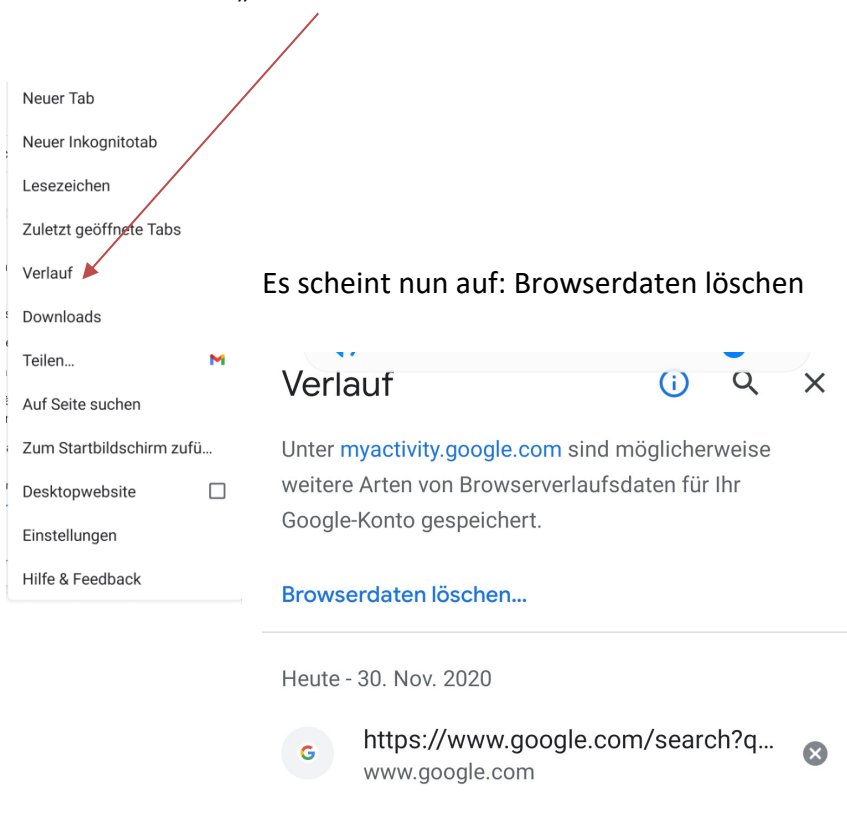 „
Neuer Tab
Neuer Inkognitotab
Lesezeichen
Zuletzt geöffnete Tabs
Verlauf
Downloads
Teilen...
Auf Seite suchen
Zum Startbildschirm zufü...
Desktopwebsite
Einstellungen
Hilfe & Feedback
Es scheint nun auf: Browserdaten löschen
Verlauf
Unter myactivity.google.com sind möglicherweise
weitere Arten von Browserverlaufsdaten für Ihr
Google-Konto gespeichert.
Browserdaten löschen...
Heute - 30. Nov. 2020
https://www.google.com/search?q...
www.google.com